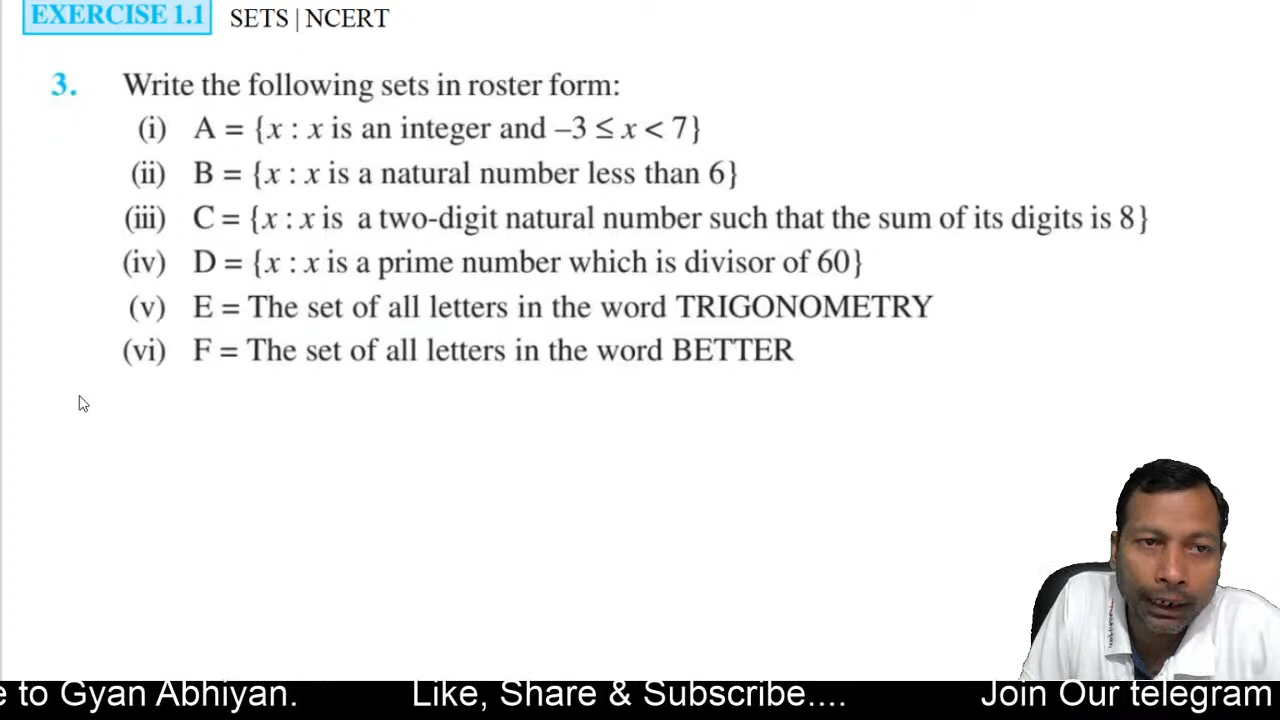 EXERCISE 1.1 SETS | NCERT
3. Write the following sets in roster form:
(i) A = {x : x is an integer and –3 ≤ x < 7}
(ii) B = {x : x is a natural number less than 6}
(iii) C = {x : x is a two-digit natural number such that the sum of its digits is 8}
(iv) D = {x : x is a prime number which is divisor of 60}
(v) E = The set of all letters in the word TRIGONOMETRY
(vi) F = The set of all letters in the word BETTER
e to Gyan Abhiyan. Like, Share & Subscribe.... Join Our telegram